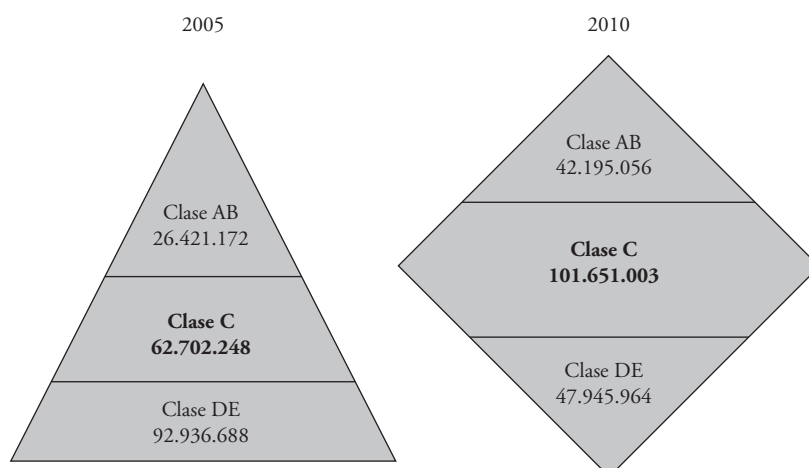 2005
Clase AB
26.421.172
Clase C
62.702.248
Clase DE
92.936.688
2010
Clase AB
42.195.056
Clase C
101.651.003
Clase DE
47.945.964